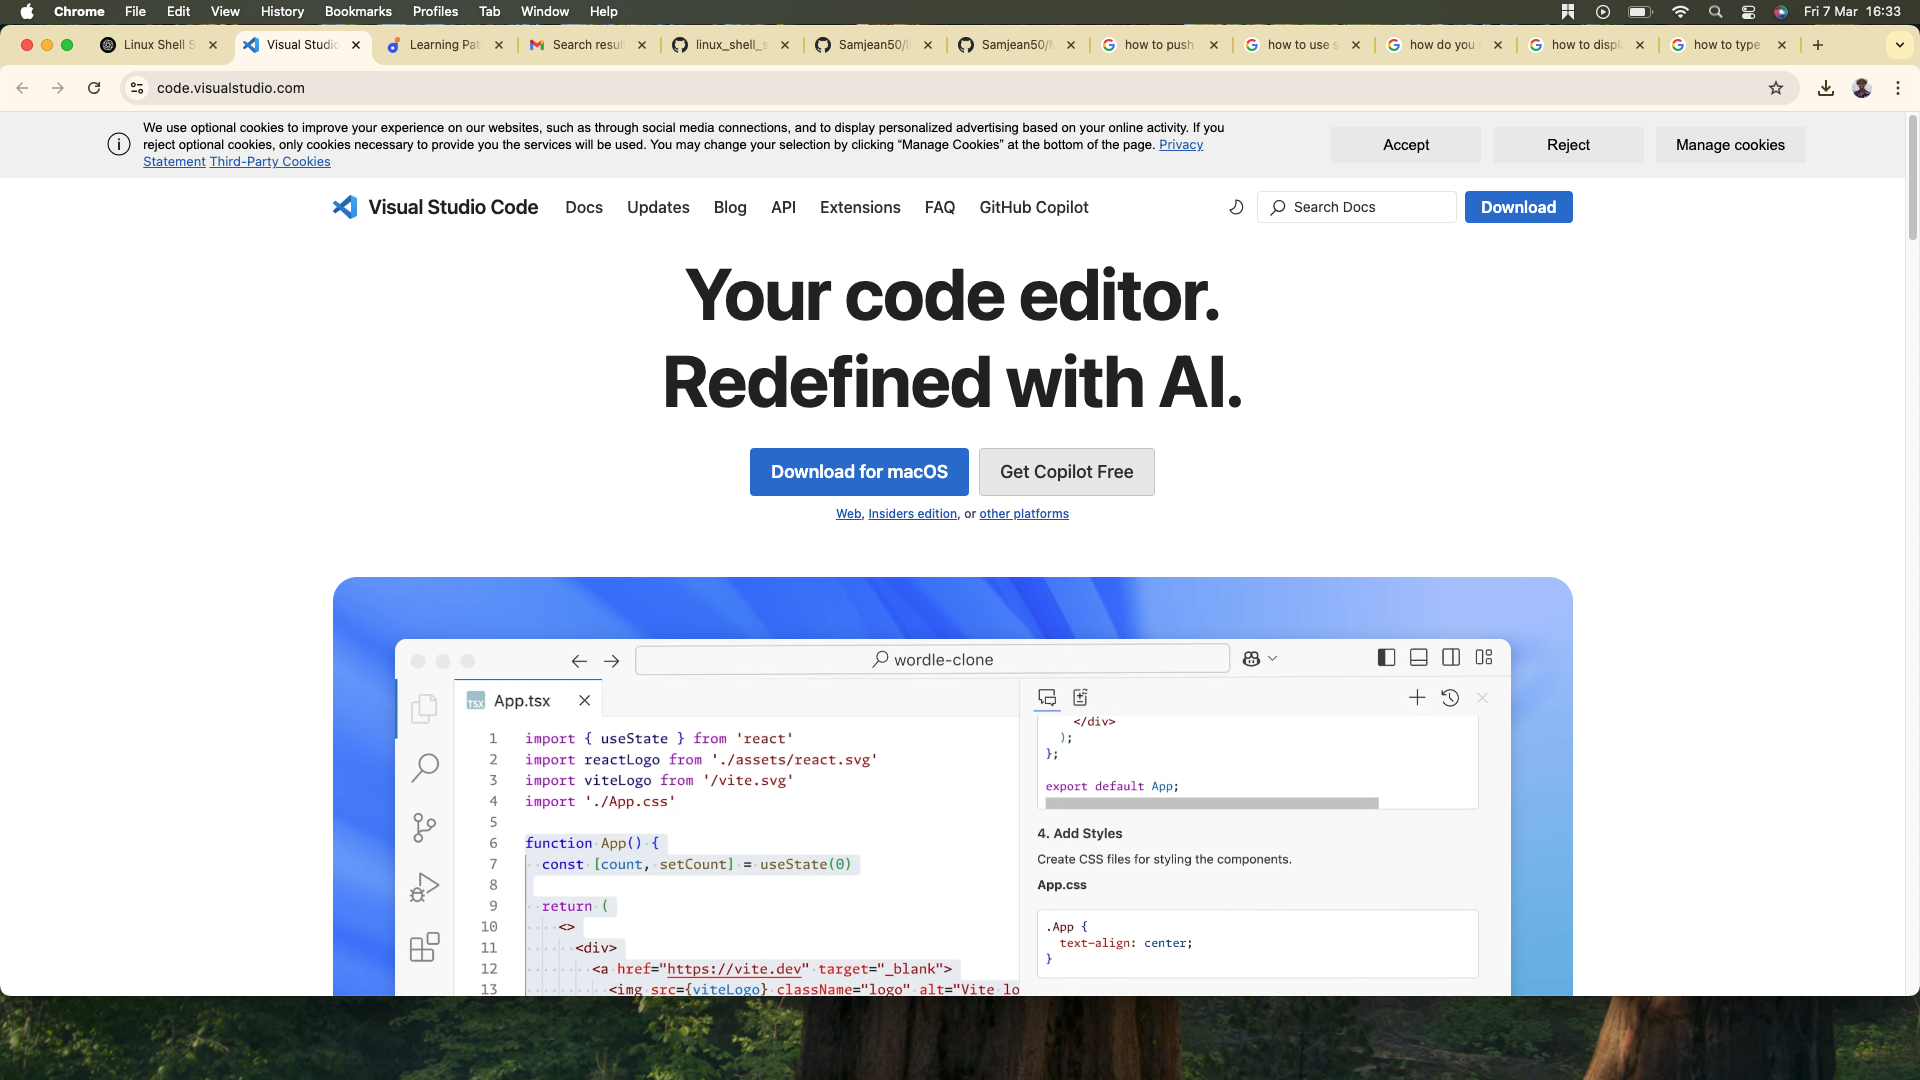 Chrome File Edit View History Bookmarks Profiles Tab Window Help Fri 7 Mar 16:33
Linux Shell S Visual Studio Learning Pat Search resul linux_shell_s Samjean50/ Samjean50/ how to push how to use s how do you how to displ how to type
code.visualstudio.com
We use optional cookies to improve your experience on our websites, such as through social media connections, and to display personalized advertising based on your online activity. If you
reject optional cookies, only cookies necessary to provide you the services will be used. You may change your selection by clicking “Manage Cookies” at the bottom of the page. Privacy
Statement Third-Party Cookies
Accept Reject Manage cookies
Visual Studio Code Docs Updates Blog API Extensions FAQ GitHub Copilot Search Docs Download
Your code editor.
Redefined with AI.
Download for macOS Get Copilot Free
Web, Insiders edition, or other platforms
wordle-clone
TSX App.tsx
1 import { useState } from 'react'
2 import reactLogo from './assets/react.svg'
3 import viteLogo from '/vite.svg'
4 import './App.css'
5
6 function App() {
7 const [count, setCount] = useState(0)
8
9 return (
10 <>
11 <div>
12 <a href="https://vite.dev" target="_blank">
13 <img src={viteLogo} className="logo" alt="Vite lo
</div>
);
};
export default App;
4. Add Styles
Create CSS files for styling the components.
App.css
.App {
text-align: center;
}